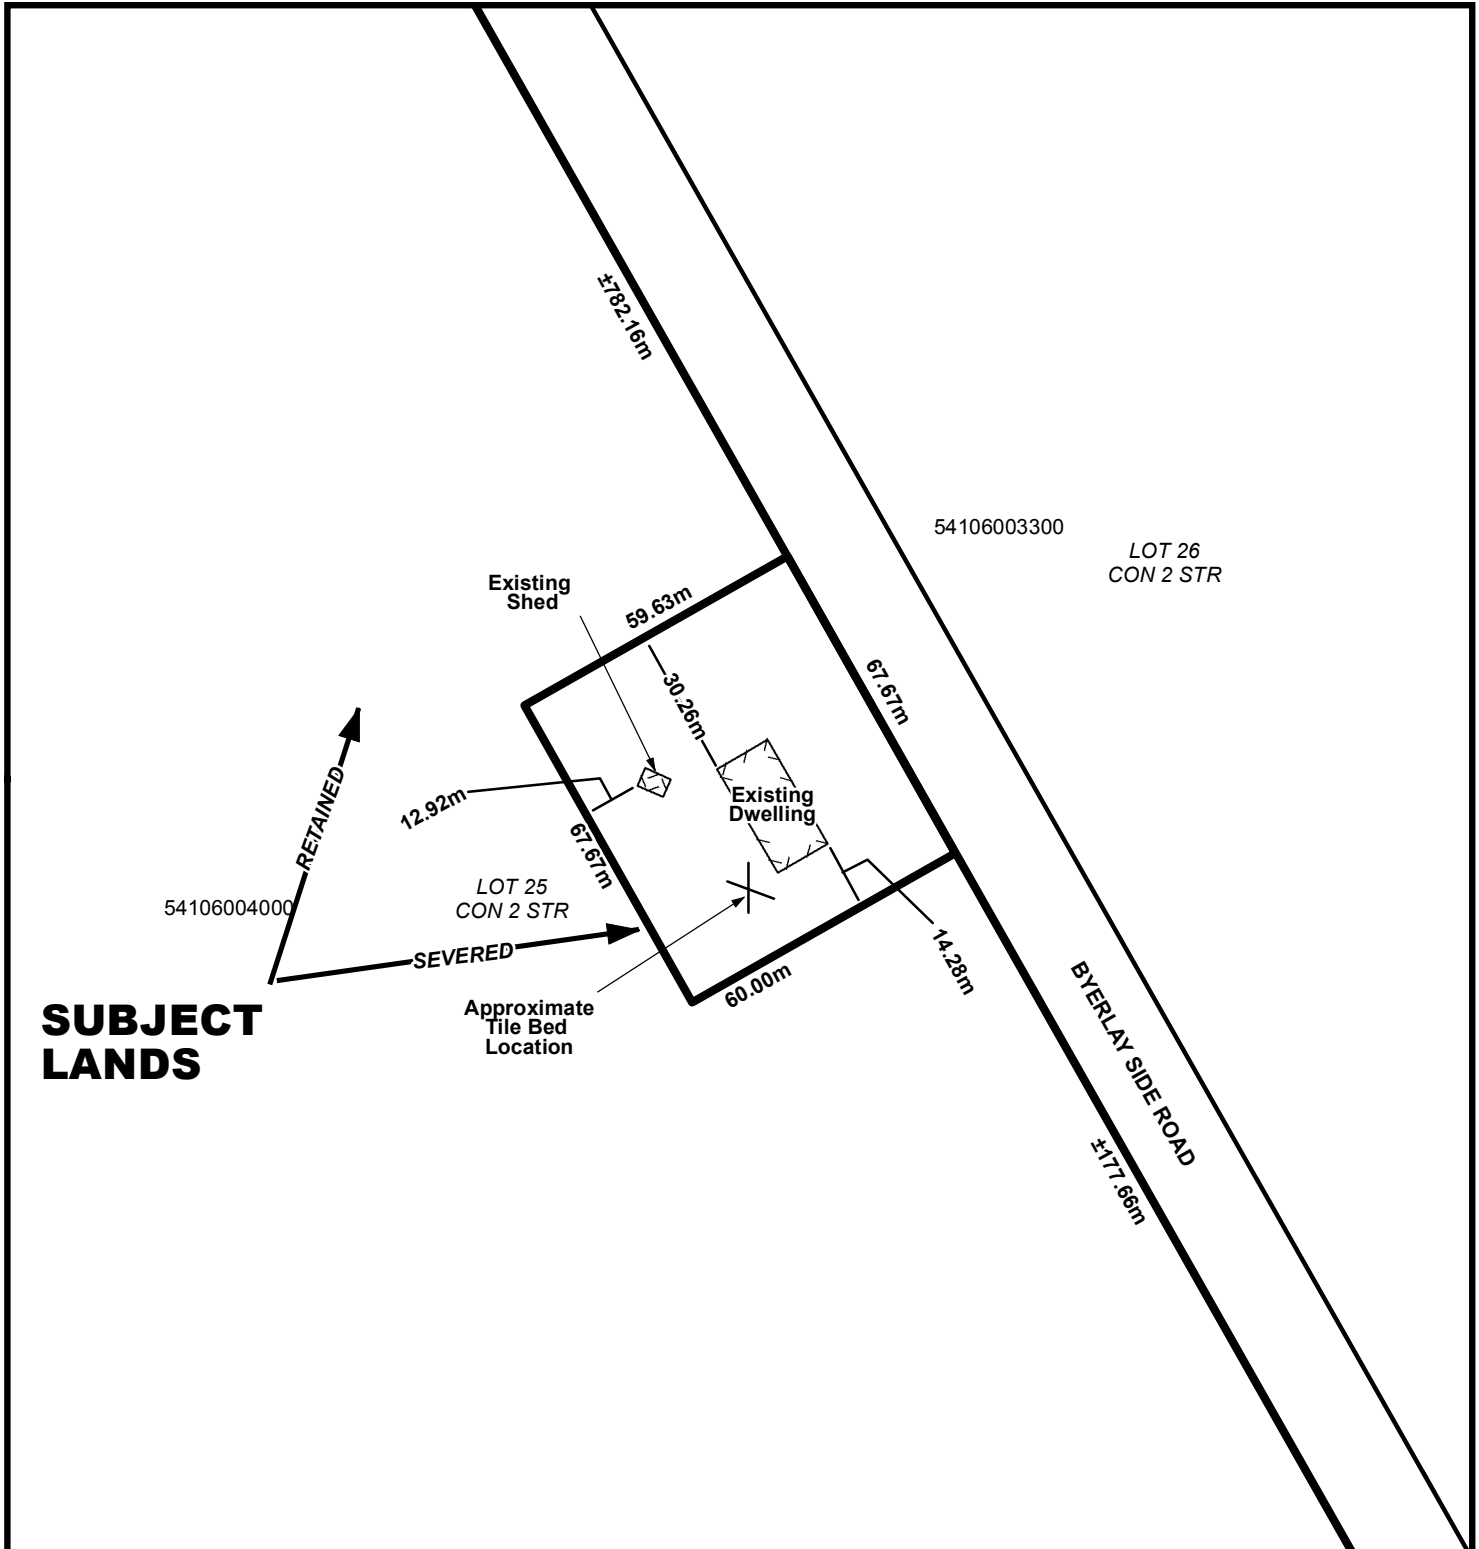 ±782.16m
54106003300
LOT 26
CON 2 STR
Existing
Shed
59.63m
67.67m
30.26m
RETAINED
12.92m
Existing
Dwelling
67.67m
54106004000
LOT 25
CON 2 STR
SEVERED
14.28m
60.00m
SUBJECT
LANDS
Approximate
Tile Bed
Location
BYERLAY SIDE ROAD
±177.66m